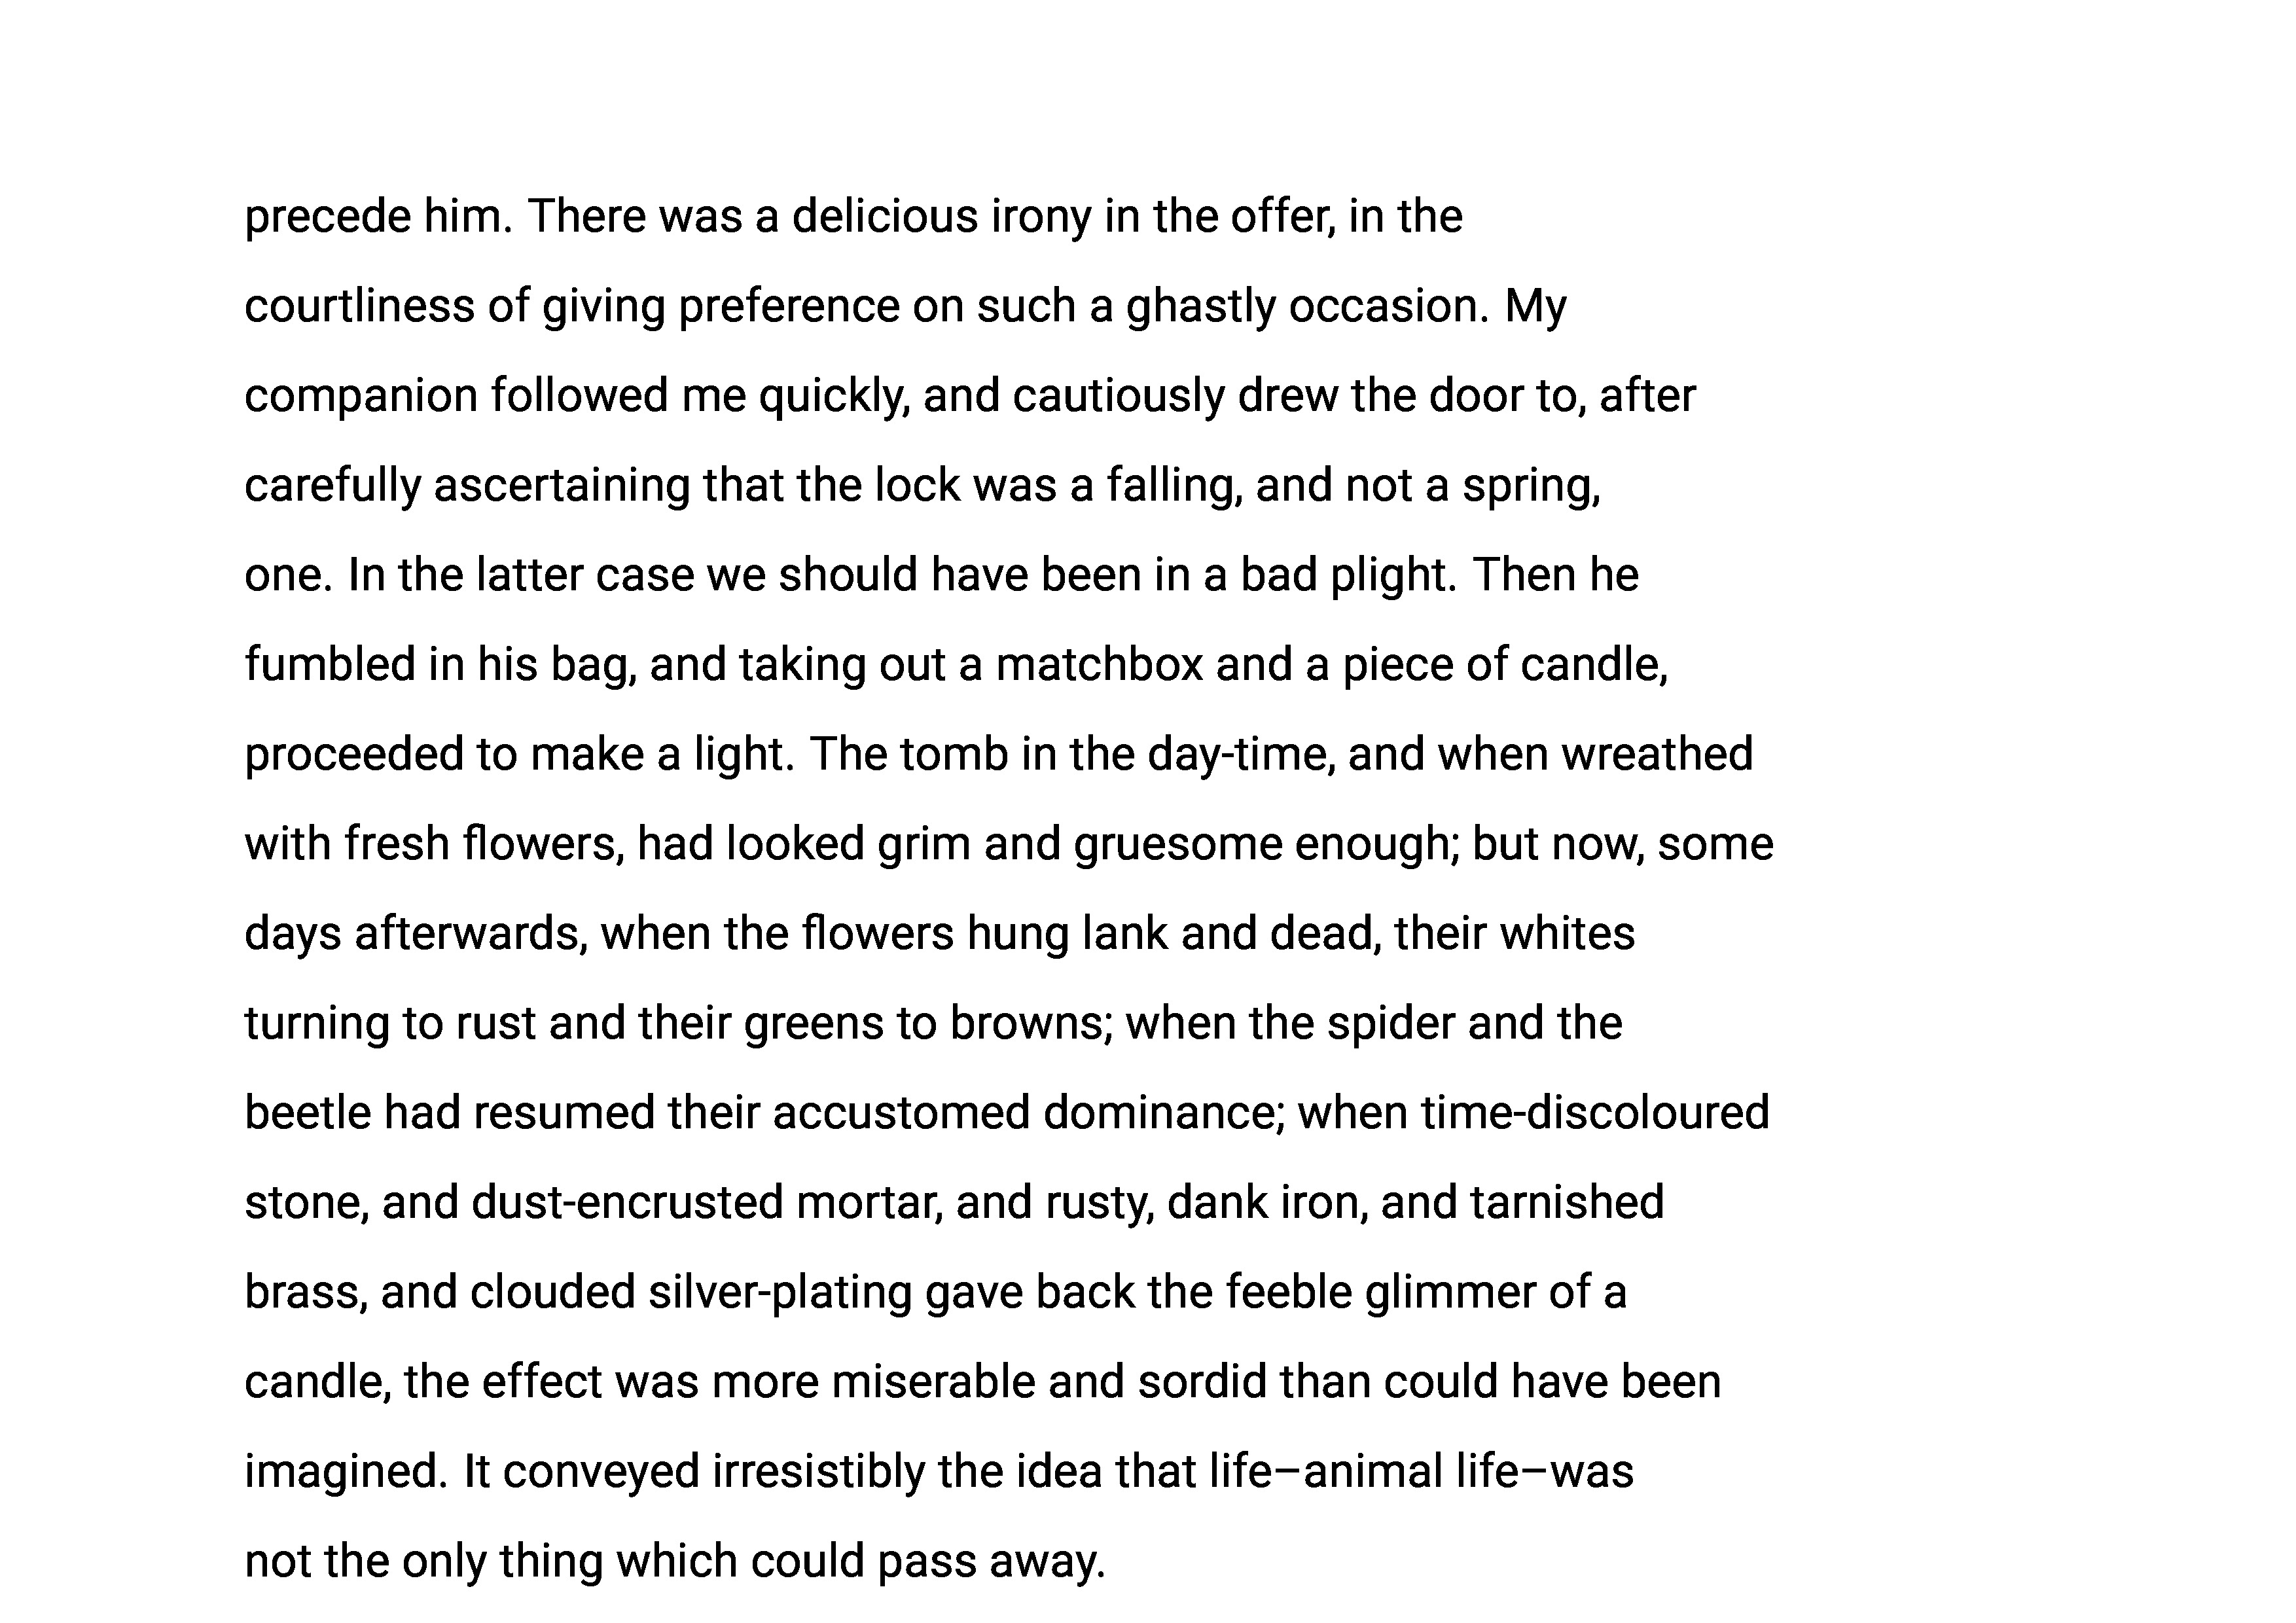 precede him. There was a delicious irony in the offer, in the
courtliness of giving preference on such a ghastly occasion. My
companion followed me quickly, and cautiously drew the door to, after
carefully ascertaining that the lock was a falling, and not a spring,
one. In the latter case we should have been in a bad plight. Then he
fumbled in his bag, and taking out a matchbox and a piece of candle,
proceeded to make a light. The tomb in the day-time, and when wreathed
with fresh flowers, had looked grim and gruesome enough; but now, some
days afterwards, when the flowers hung lank and dead, their whites
turning to rust and their greens to browns; when the spider and the
beetle had resumed their accustomed dominance; when time-discoloured
stone, and dust-encrusted mortar, and rusty, dank iron, and tarnished
brass, and clouded silver-plating gave back the feeble glimmer of a
candle, the effect was more miserable and sordid than could have been
imagined. It conveyed irresistibly the idea that life–animal life–was
not the only thing which could pass away.